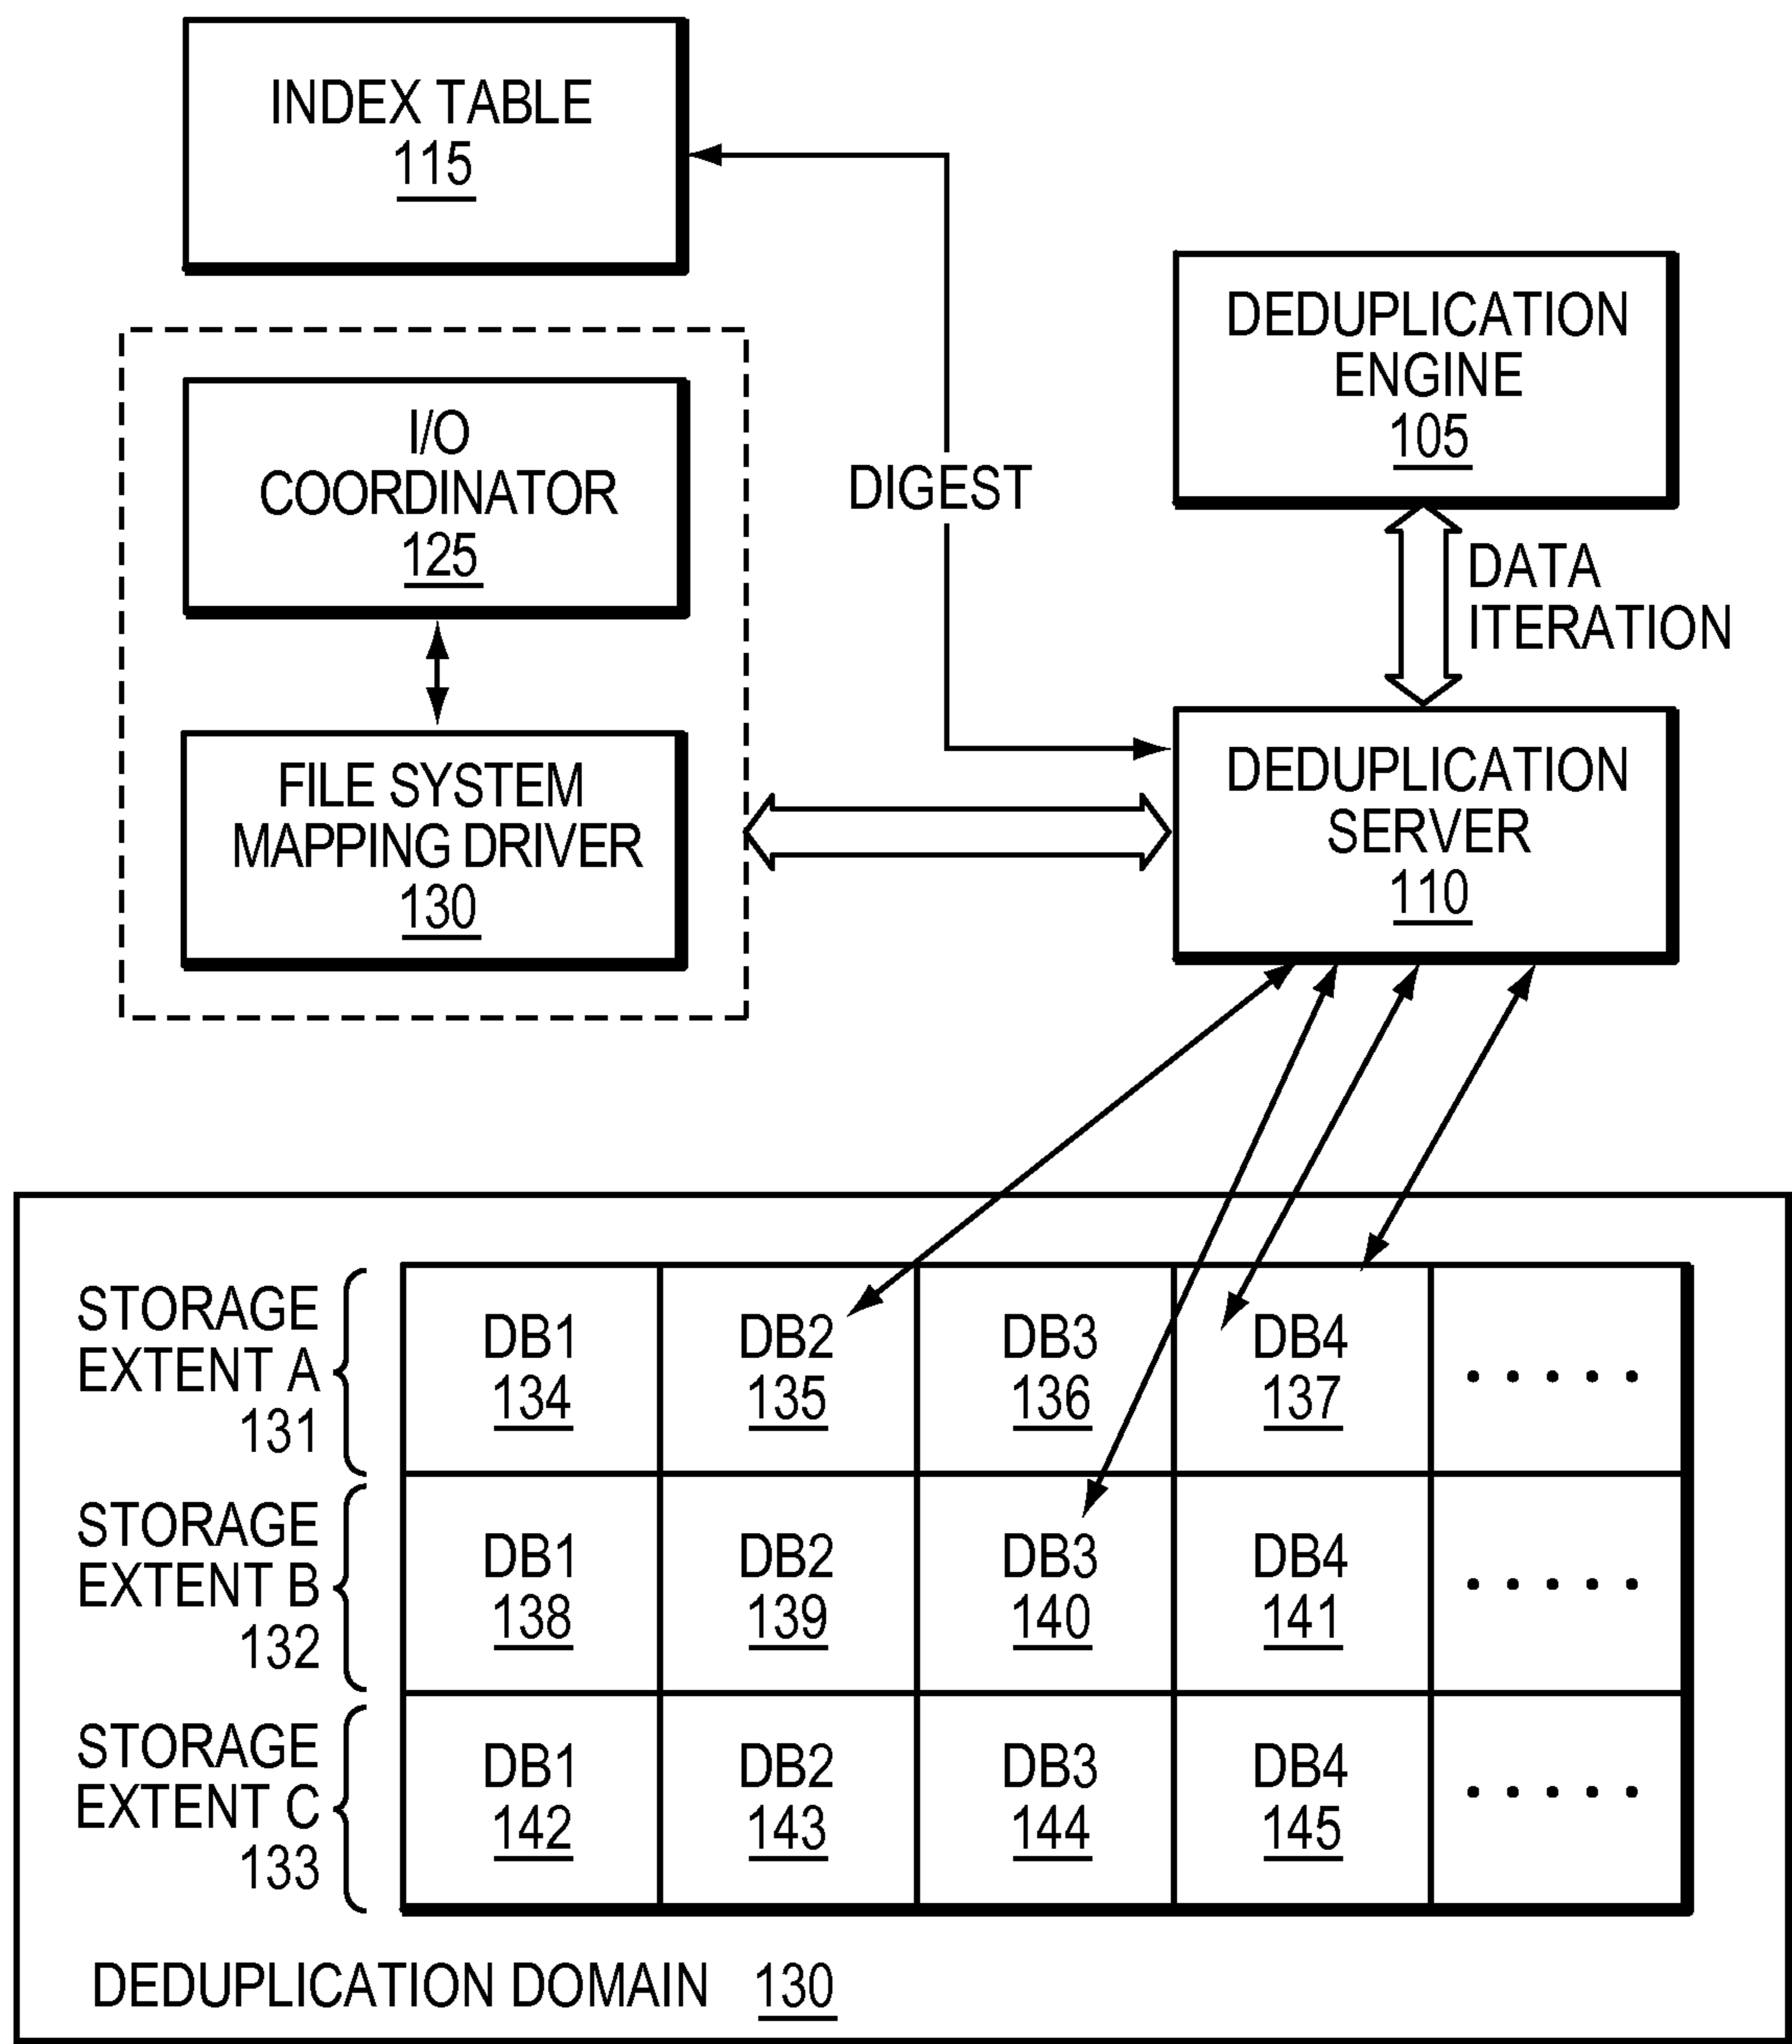 INDEX TABLE
115
DEDUPLICATION
ENGINE
105
I/O
COORDINATOR
125
DIGEST
DATA
ITERATION
FILE SYSTEM
MAPPING DRIVER
130
DEDUPLICATION
SERVER
110
STORAGE
EXTENT A
131
DB1
134
DB2
135
DB3
136
DB4
137
.....
STORAGE
EXTENT B
132
DB1
138
DB2
139
DB3
140
DB4
141
.....
STORAGE
EXTENT C
133
DB1
142
DB2
143
DB3
144
DB4
145
.....
DEDUPLICATION DOMAIN 130